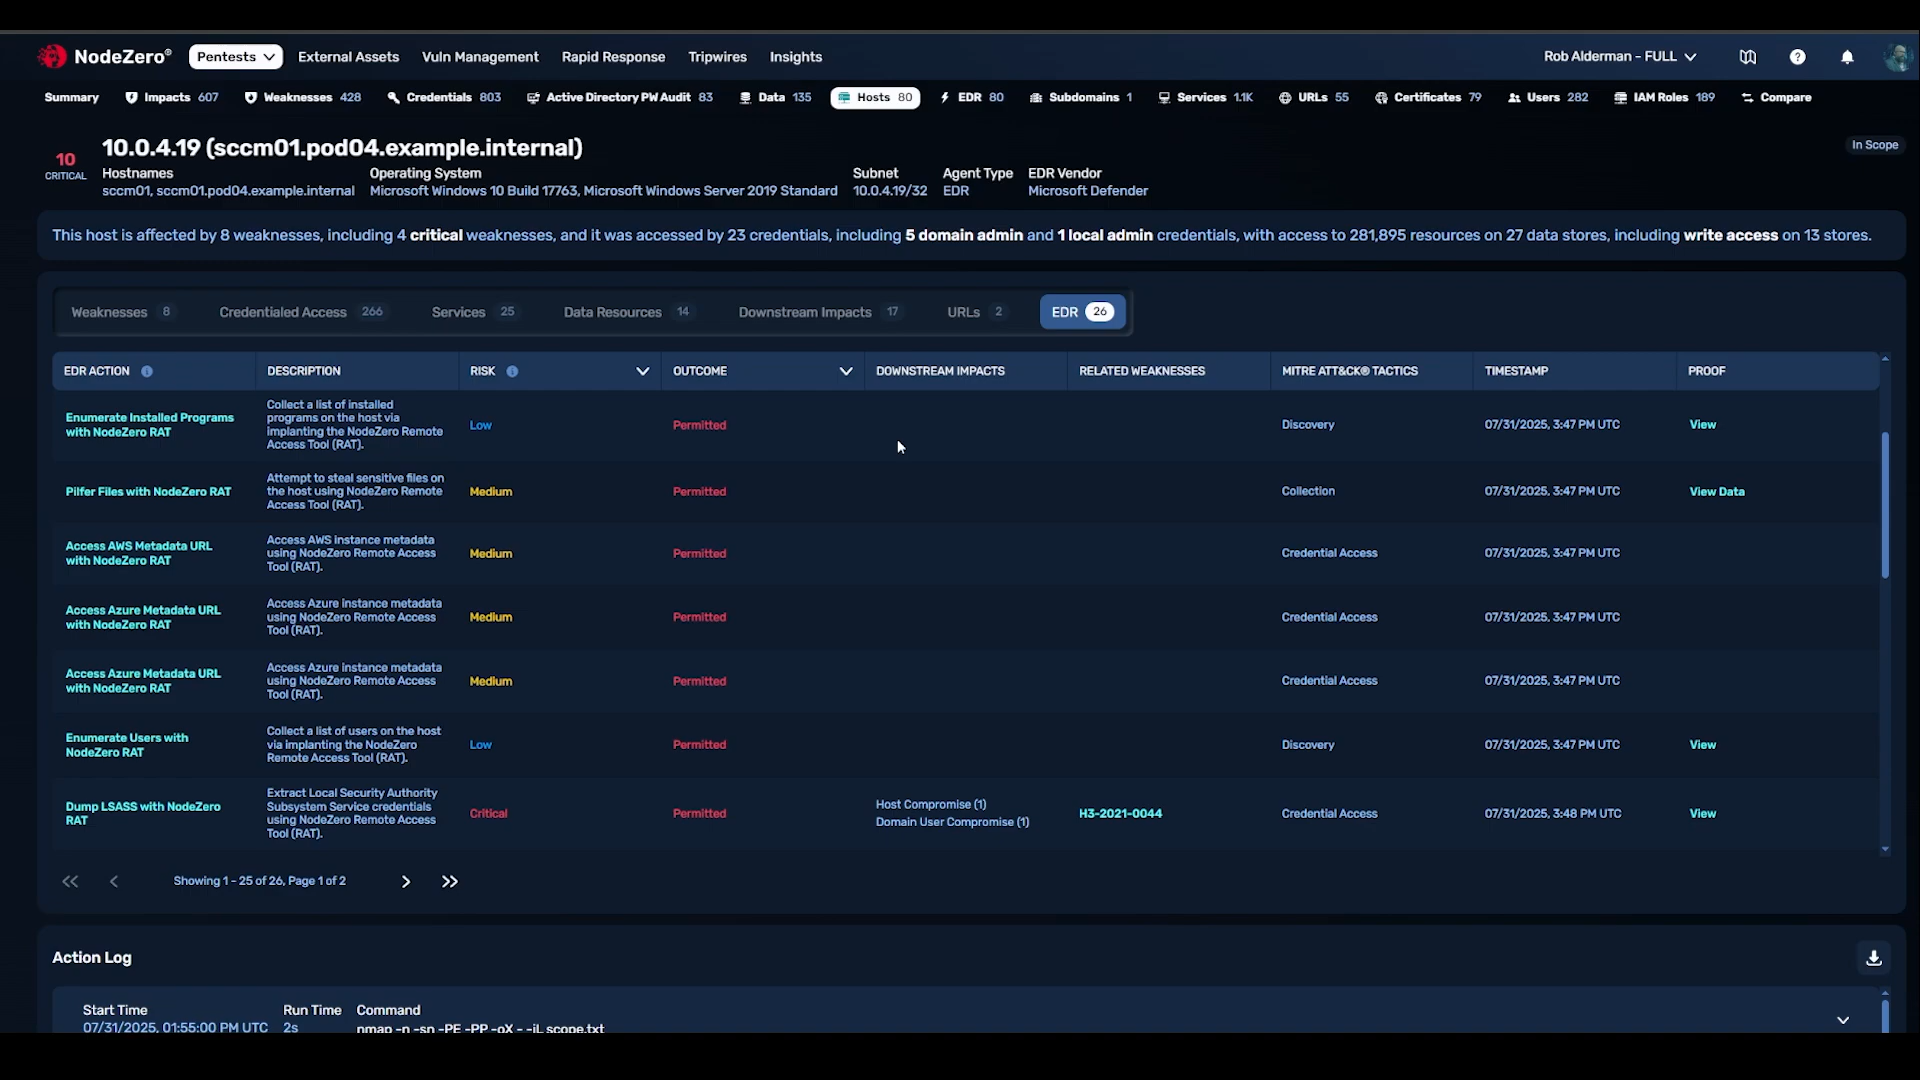 NodeZero®
Pentests
External Assets
Vuln Management
Rapid Response
Tripwires
Insights
Rob Alderman - FULL
Summary
Impacts 607
Weaknesses 428
Credentials 803
Active Directory PW Audit 83
Data 135
Hosts 80
EDR 80
Subdomains 1
Services 1.1K
URLs 55
Certificates 79
Users 282
IAM Roles 189
Compare
10
CRITICAL
10.0.4.19 (sccm01.pod04.example.internal)
In Scope
Hostnames
sccm01, sccm01.pod04.example.internal
Operating System
Microsoft Windows 10 Build 17763, Microsoft Windows Server 2019 Standard
Subnet
10.0.4.19/32
Agent Type
EDR
EDR Vendor
Microsoft Defender
This host is affected by 8 weaknesses, including 4 critical weaknesses, and it was accessed by 23 credentials, including 5 domain admin and 1 local admin credentials, with access to 281,895 resources on 27 data stores, including write access on 13 stores.
Weaknesses 8
Credentialed Access 266
Services 25
Data Resources 14
Downstream Impacts 17
URLs 2
EDR 26
EDR ACTION
DESCRIPTION
RISK
OUTCOME
DOWNSTREAM IMPACTS
RELATED WEAKNESSES
MITRE ATT&CK® TACTICS
TIMESTAMP
PROOF
Enumerate Installed Programs
with NodeZero RAT
Collect a list of installed
programs on the host via
implanting the NodeZero Remote
Access Tool (RAT).
Low
Permitted
Discovery
07/31/2025, 3:47 PM UTC
View
Pilfer Files with NodeZero RAT
Attempt to steal sensitive files on
the host using NodeZero Remote
Access Tool (RAT).
Medium
Permitted
Collection
07/31/2025, 3:47 PM UTC
View Data
Access AWS Metadata URL
with NodeZero RAT
Access AWS Instance metadata
using NodeZero Remote Access
Tool (RAT).
Medium
Permitted
Credential Access
07/31/2025, 3:47 PM UTC
Access Azure Metadata URL
with NodeZero RAT
Access Azure instance metadata
using NodeZero Remote Access
Tool (RAT).
Medium
Permitted
Credential Access
07/31/2025, 3:47 PM UTC
Access Azure Metadata URL
with NodeZero RAT
Access Azure instance metadata
using NodeZero Remote Access
Tool (RAT).
Medium
Permitted
Credential Access
07/31/2025, 3:47 PM UTC
Enumerate Users with
NodeZero RAT
Collect a list of users on the host
via implanting the NodeZero
Remote Access Tool (RAT).
Low
Permitted
Discovery
07/31/2025, 3:47 PM UTC
View
Dump LSASS with NodeZero
RAT
Extract Local Security Authority
Subsystem Service credentials
using NodeZero Remote Access
Tool (RAT).
Critical
Permitted
Host Compromise (1)
Domain User Compromise (1)
H3-2021-0044
Credential Access
07/31/2025, 3:48 PM UTC
View
Showing 1 - 25 of 26, Page 1 of 2
Action Log
Start Time
07/31/2025, 01:55:00 PM UTC
Run Time
2s
Command
nmap -n -sn -PE -PP -oX - -iL scope.txt